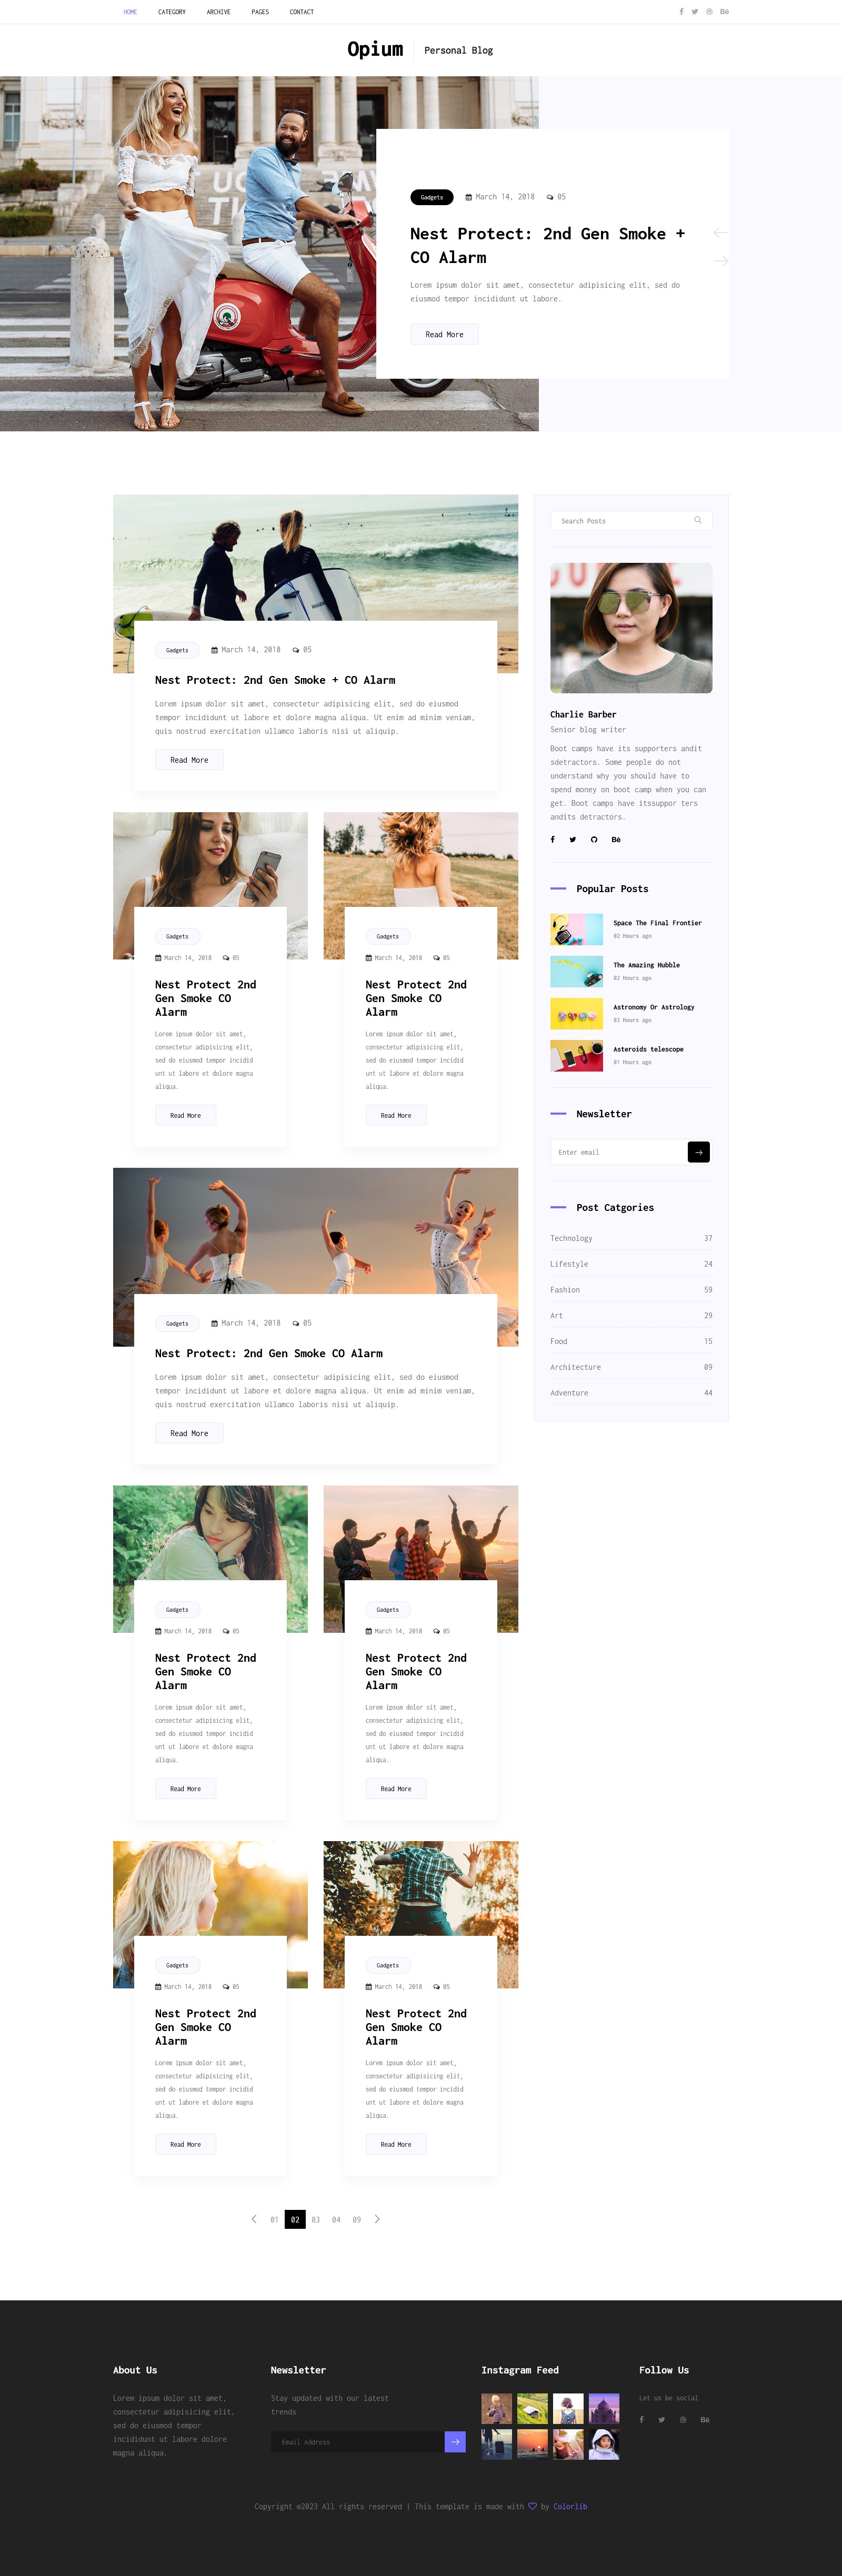 HOME CATEGORY ARCHIVE PAGES CONTACT
Opium Personal Blog
Gadgets March 14, 2018 05
Nest Protect: 2nd Gen Smoke +
CO Alarm
Lorem ipsum dolor sit amet, consectetur adipisicing elit, sed do
eiusmod tempor incididunt ut labore.
Read More
Gadgets March 14, 2018 05
Nest Protect: 2nd Gen Smoke + CO Alarm
Lorem ipsum dolor sit amet, consectetur adipisicing elit, sed do eiusmod
tempor incididunt ut labore et dolore magna aliqua. Ut enim ad minim veniam,
quis nostrud exercitation ullamco laboris nisi ut aliquip.
Read More
Gadgets
March 14, 2018 05
Nest Protect 2nd
Gen Smoke CO
Alarm
Lorem ipsum dolor sit amet,
consectetur adipisicing elit,
sed do eiusmod tempor incidid
unt ut labore et dolore magna
aliqua.
Read More
Gadgets
March 14, 2018 05
Nest Protect 2nd
Gen Smoke CO
Alarm
Lorem ipsum dolor sit amet,
consectetur adipisicing elit,
sed do eiusmod tempor incidid
unt ut labore et dolore magna
aliqua.
Read More
Gadgets March 14, 2018 05
Nest Protect: 2nd Gen Smoke CO Alarm
Lorem ipsum dolor sit amet, consectetur adipisicing elit, sed do eiusmod
tempor incididunt ut labore et dolore magna aliqua. Ut enim ad minim veniam,
quis nostrud exercitation ullamco laboris nisi ut aliquip.
Read More
Gadgets
March 14, 2018 05
Nest Protect 2nd
Gen Smoke CO
Alarm
Lorem ipsum dolor sit amet,
consectetur adipisicing elit,
sed do eiusmod tempor incidid
unt ut labore et dolore magna
aliqua.
Read More
Gadgets
March 14, 2018 05
Nest Protect 2nd
Gen Smoke CO
Alarm
Lorem ipsum dolor sit amet,
consectetur adipisicing elit,
sed do eiusmod tempor incidid
unt ut labore et dolore magna
aliqua.
Read More
Gadgets
March 14, 2018 05
Nest Protect 2nd
Gen Smoke CO
Alarm
Lorem ipsum dolor sit amet,
consectetur adipisicing elit,
sed do eiusmod tempor incidid
unt ut labore et dolore magna
aliqua.
Read More
Gadgets
March 14, 2018 05
Nest Protect 2nd
Gen Smoke CO
Alarm
Lorem ipsum dolor sit amet,
consectetur adipisicing elit,
sed do eiusmod tempor incidid
unt ut labore et dolore magna
aliqua.
Read More
01 02 03 04 09
Search Posts
Charlie Barber
Senior blog writer
Boot camps have its supporters andit
sdetractors. Some people do not
understand why you should have to
spend money on boot camp when you can
get. Boot camps have itssuppor ters
andits detractors.
Popular Posts
Space The Final Frontier
02 Hours ago
The Amazing Hubble
02 Hours ago
Astronomy Or Astrology
03 Hours ago
Asteroids telescope
01 Hours ago
Newsletter
Enter email
Post Catgories
Technology 37
Lifestyle 24
Fashion 59
Art 29
Food 15
Architecture 09
Adventure 44
About Us
Lorem ipsum dolor sit amet,
consectetur adipisicing elit,
sed do eiusmod tempor
incididunt ut labore dolore
magna aliqua.
Newsletter
Stay updated with our latest
trends
Email Address
Instagram Feed
Follow Us
Let us be social
Copyright ©2023 All rights reserved | This template is made with by Colorlib